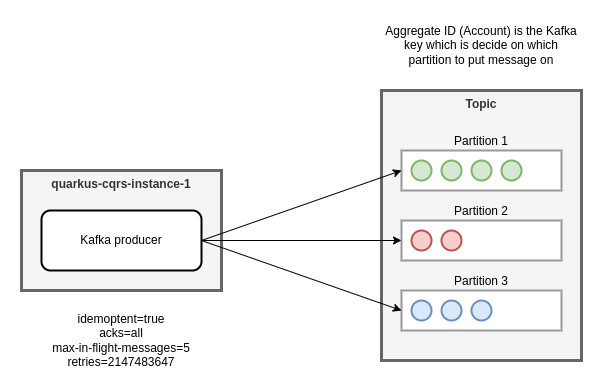 Aggregate ID (Account) is the Kafka
key which is decide on which
partition to put message on
Topic
Partition 1
quarkus-cqrs-instance-1
Partition 2
Kafka producer
Partition 3
idemoptent=true
acks=all
max-in-flight-messages=5
retries=2147483647